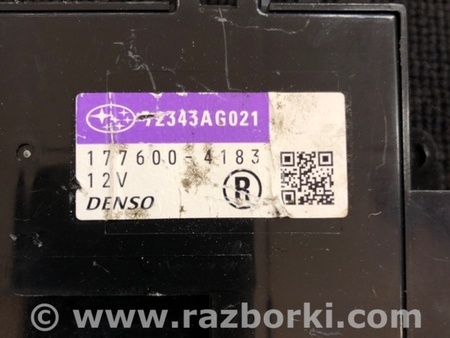 72343AG021
177600-4183
12V
DENSO
R
© www.razborki.com